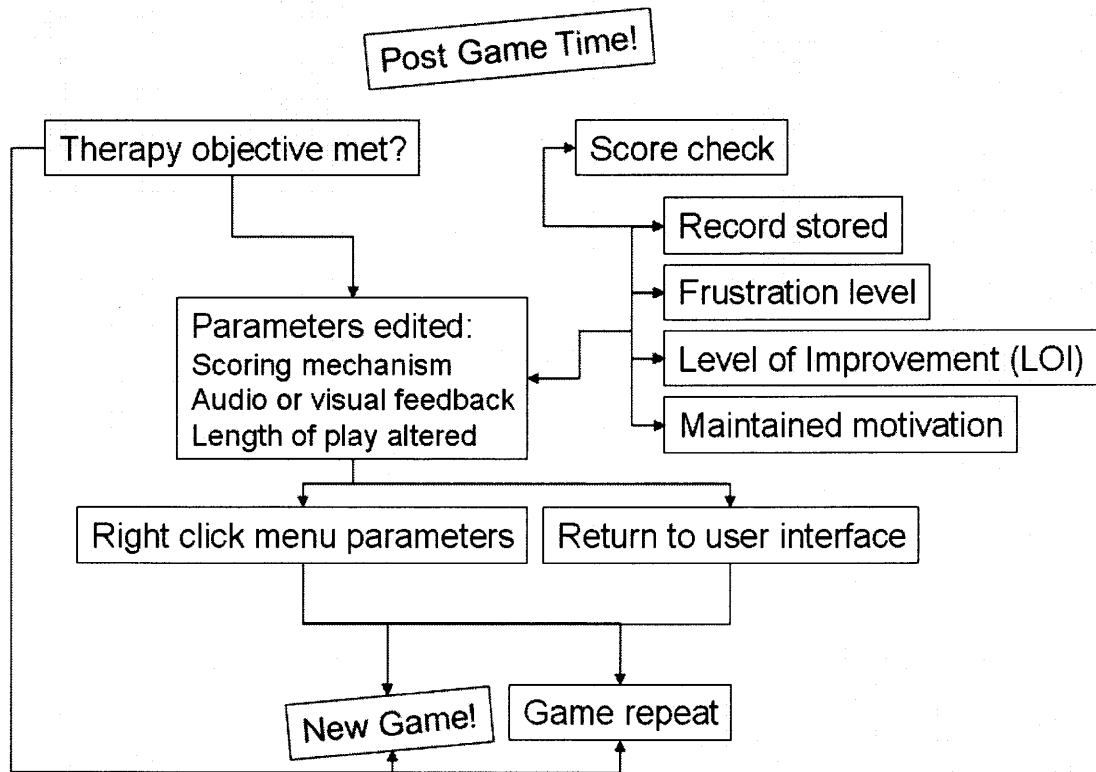 Post Game Time!
Therapy objective met?
Score check
Record stored
Frustration level
Level of Improvement (LOI)
Maintained motivation
Parameters edited:
Scoring mechanism
Audio or visual feedback
Length of play altered
Right click menu parameters
Return to user interface
New Game!
Game repeat